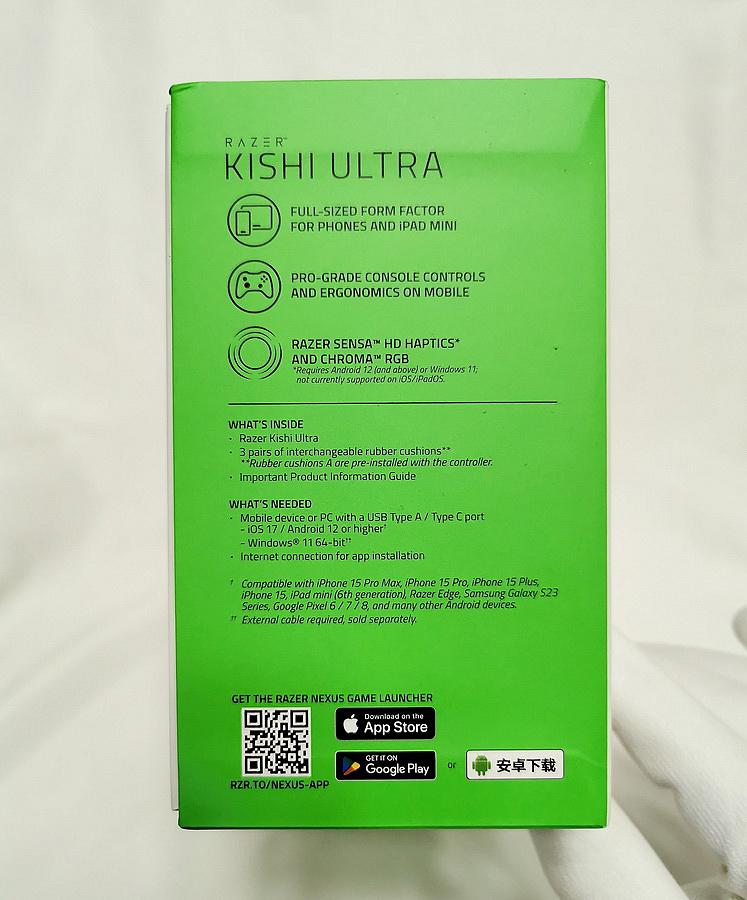 RAZER™
KISHI ULTRA
FULL-SIZED FORM FACTOR
FOR PHONES AND iPAD MINI
PRO-GRADE CONSOLE CONTROLS
AND ERGONOMICS ON MOBILE
RAZER SENSA™ HD HAPTICS*
AND CHROMA™ RGB
*Requires Android 12 (and above) or Windows 11;
not currently supported on iOS/iPadOS.
WHAT'S INSIDE
· Razer Kishi Ultra
· 3 pairs of interchangeable rubber cushions**
**Rubber cushions A are pre-installed with the controller.
· Important Product Information Guide
WHAT'S NEEDED
· Mobile device or PC with a USB Type A / Type C port
- iOS 17 / Android 12 or higher†
- Windows® 11 64-bit††
· Internet connection for app installation
† Compatible with iPhone 15 Pro Max, iPhone 15 Pro, iPhone 15 Plus,
iPhone 15, iPad mini (6th generation), Razer Edge, Samsung Galaxy S23
Series, Google Pixel 6 / 7 / 8, and many other Android devices.
†† External cable required, sold separately.
GET THE RAZER NEXUS GAME LAUNCHER
Download on the
App Store
GET IT ON
Google Play
or
安卓下载
RZR.TO/NEXUS-APP